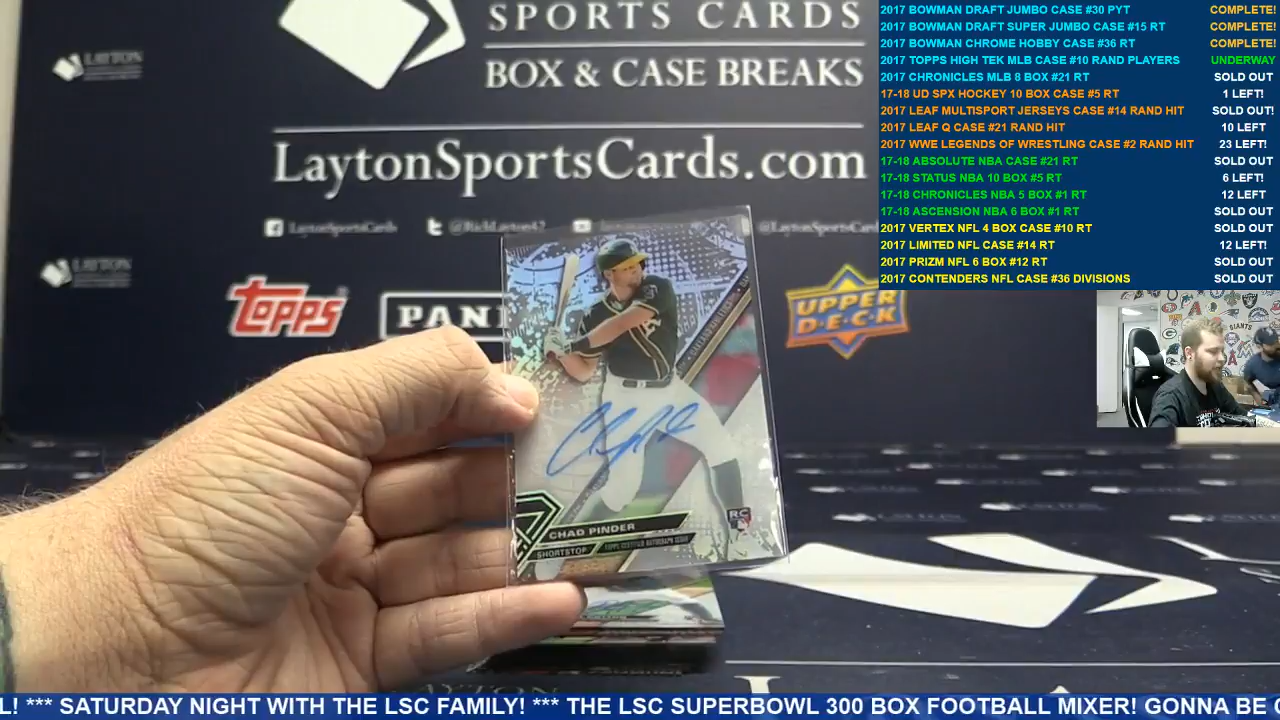 SPORTS CARDS
BOX & CASE BREAKS
LaytonSportsCards.com
LaytonSportsCards
@RickLayton42
@LaytonSportsCards
LAYTON
LAYTON
TOPPS
PANI
UPPER
D·E·C·K
CHAD PINDER
SHORTSTOP
TOPPS CERTIFIED AUTOGRAPH ISSUE
RC
GIANTS
2017 BOWMAN DRAFT JUMBO CASE #30 PYT COMPLETE!
2017 BOWMAN DRAFT SUPER JUMBO CASE #15 RT COMPLETE!
2017 BOWMAN CHROME HOBBY CASE #36 RT COMPLETE!
2017 TOPPS HIGH TEK MLB CASE #10 RAND PLAYERS UNDERWAY
2017 CHRONICLES MLB 8 BOX #21 RT SOLD OUT
17-18 UD SPX HOCKEY 10 BOX CASE #5 RT 1 LEFT!
2017 LEAF MULTISPORT JERSEYS CASE #14 RAND HIT SOLD OUT!
2017 LEAF Q CASE #21 RAND HIT 10 LEFT
2017 WWE LEGENDS OF WRESTLING CASE #2 RAND HIT 23 LEFT!
17-18 ABSOLUTE NBA CASE #21 RT SOLD OUT
17-18 STATUS NBA 10 BOX #5 RT 6 LEFT!
17-18 CHRONICLES NBA 5 BOX #1 RT 12 LEFT
17-18 ASCENSION NBA 6 BOX #1 RT SOLD OUT
2017 VERTEX NFL 4 BOX CASE #10 RT SOLD OUT
2017 LIMITED NFL CASE #14 RT 12 LEFT!
2017 PRIZM NFL 6 BOX #12 RT SOLD OUT
2017 CONTENDERS NFL CASE #36 DIVISIONS SOLD OUT
L! *** SATURDAY NIGHT WITH THE LSC FAMILY! *** THE LSC SUPERBOWL 300 BOX FOOTBALL MIXER! GONNA BE